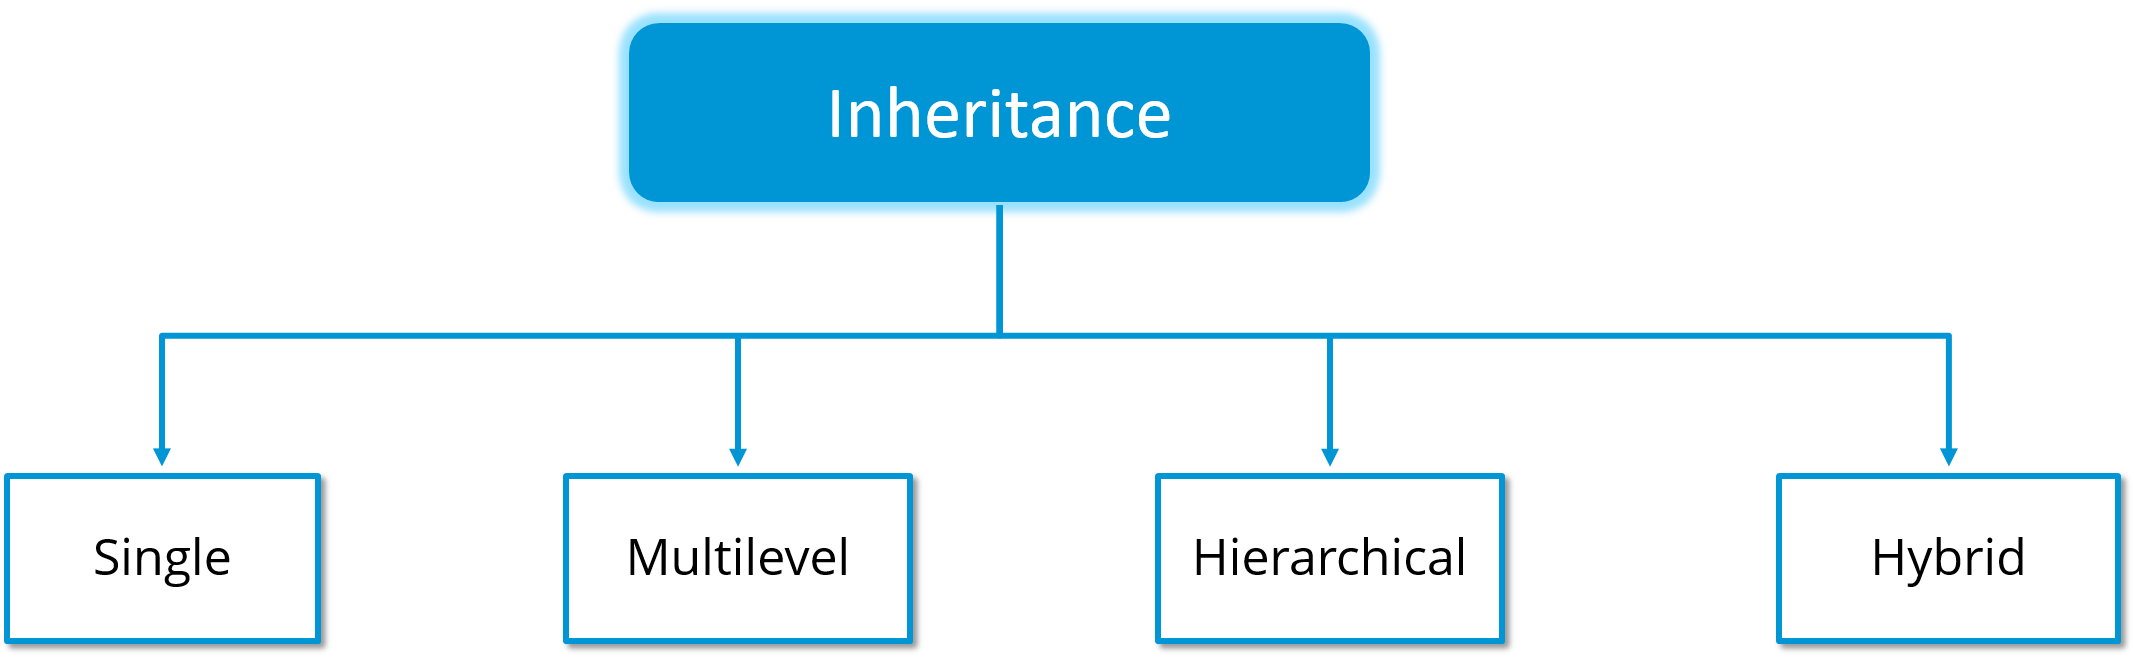 Inheritance
Single
Multilevel
Hierarchical
Hybrid